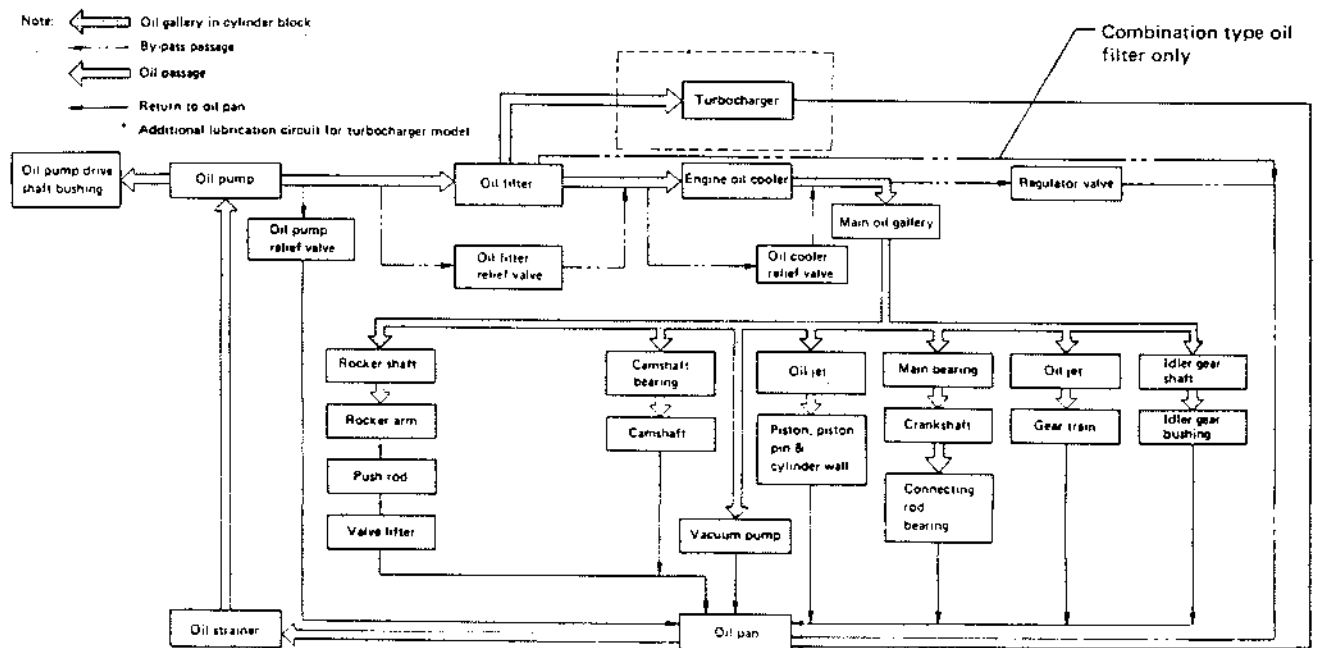 Note:
Oil gallery in cylinder block
By-pass passage
Oil passage
Return to oil pan
* Additional lubrication circuit for turbocharger model
Combination type oil
filter only
Turbocharger
Oil pump drive
shaft bushing
Oil pump
Oil filter
Engine oil cooler
Regulator valve
Oil pump
relief valve
Main oil gallery
Oil filter
relief valve
Oil cooler
relief valve
Rocker shaft
Camshaft
bearing
Oil jet
Main bearing
Oil jet
Idler gear
shaft
Rocker arm
Camshaft
Piston, piston
pin &
cylinder wall
Crankshaft
Gear train
Idler gear
bushing
Push rod
Connecting
rod
bearing
Valve lifter
Vacuum pump
Oil strainer
Oil pan